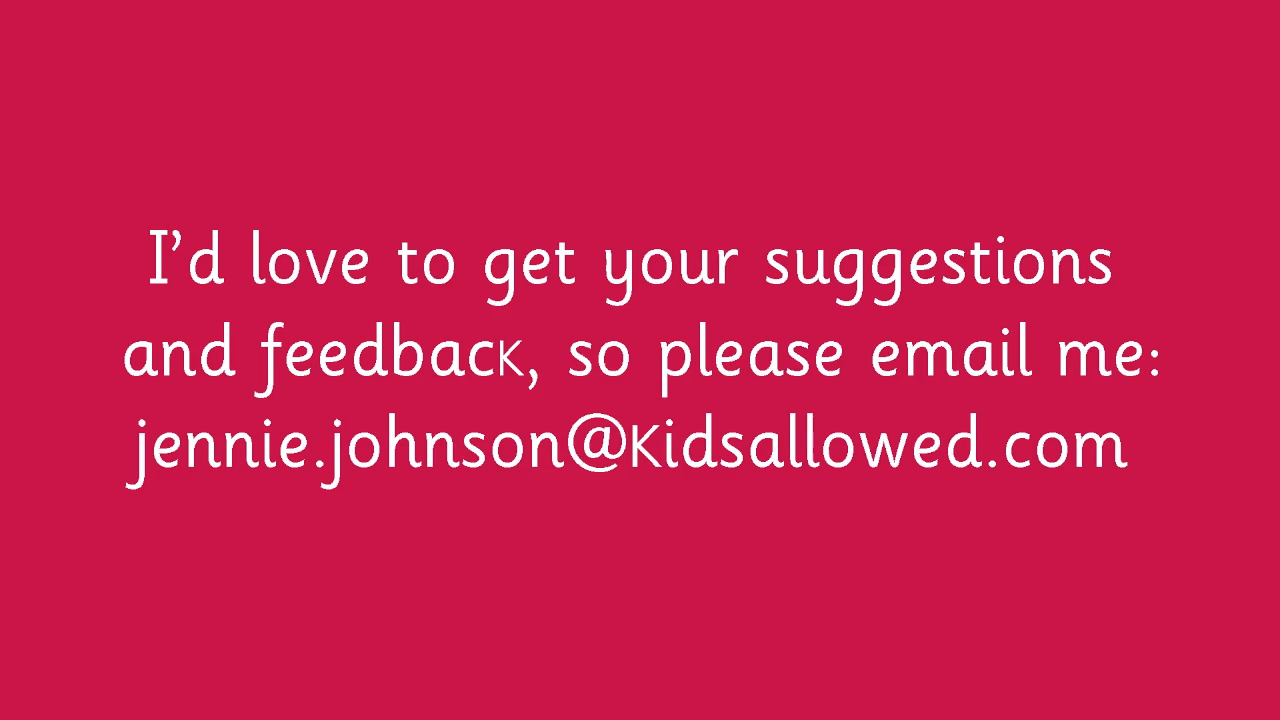 I’d love to get your suggestions
and feedback, so please email me:
jennie.johnson@Kidsallowed.com